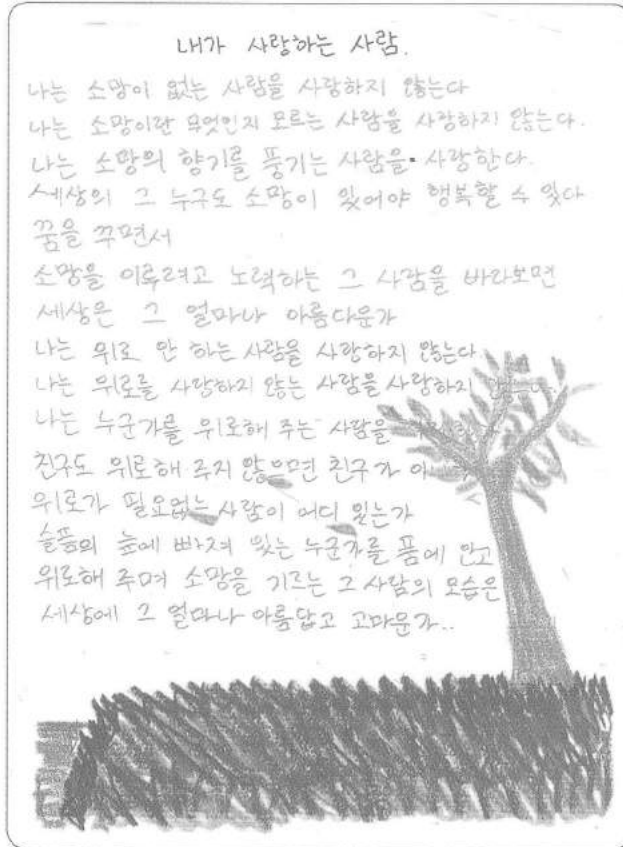 내가 사랑하는 사람.
나는 소망이 없는 사람을 사랑하지 않는다
나는 소망이란 무엇인지 모르는 사람을 사랑하지 않는다.
나는 소망의 향기를 풍기는 사람을 사랑한다.
세상의 그 누구도 소망이 있어야 행복할 수 있다
꿈을 꾸면서
소망을 이루려고 노력하는 그 사람을 바라보면
세상은 그 얼마나 아름다운가
나는 위로 안 하는 사람을 사랑하지 않는다
나는 위로를 사랑하지 않는 사람을 사랑하지
나는 누군가를 위로해 주는 사람을
친구도 위로해 주지 않으면 친구가
위로가 필요없는 사람이 어디 있는가
슬픔의 늪에 빠져 있는 누군가를 품에 안고
위로해 주며 소망을 기르는 그 사람의 모습은
세상에 그 얼마나 아름답고 고마운가..